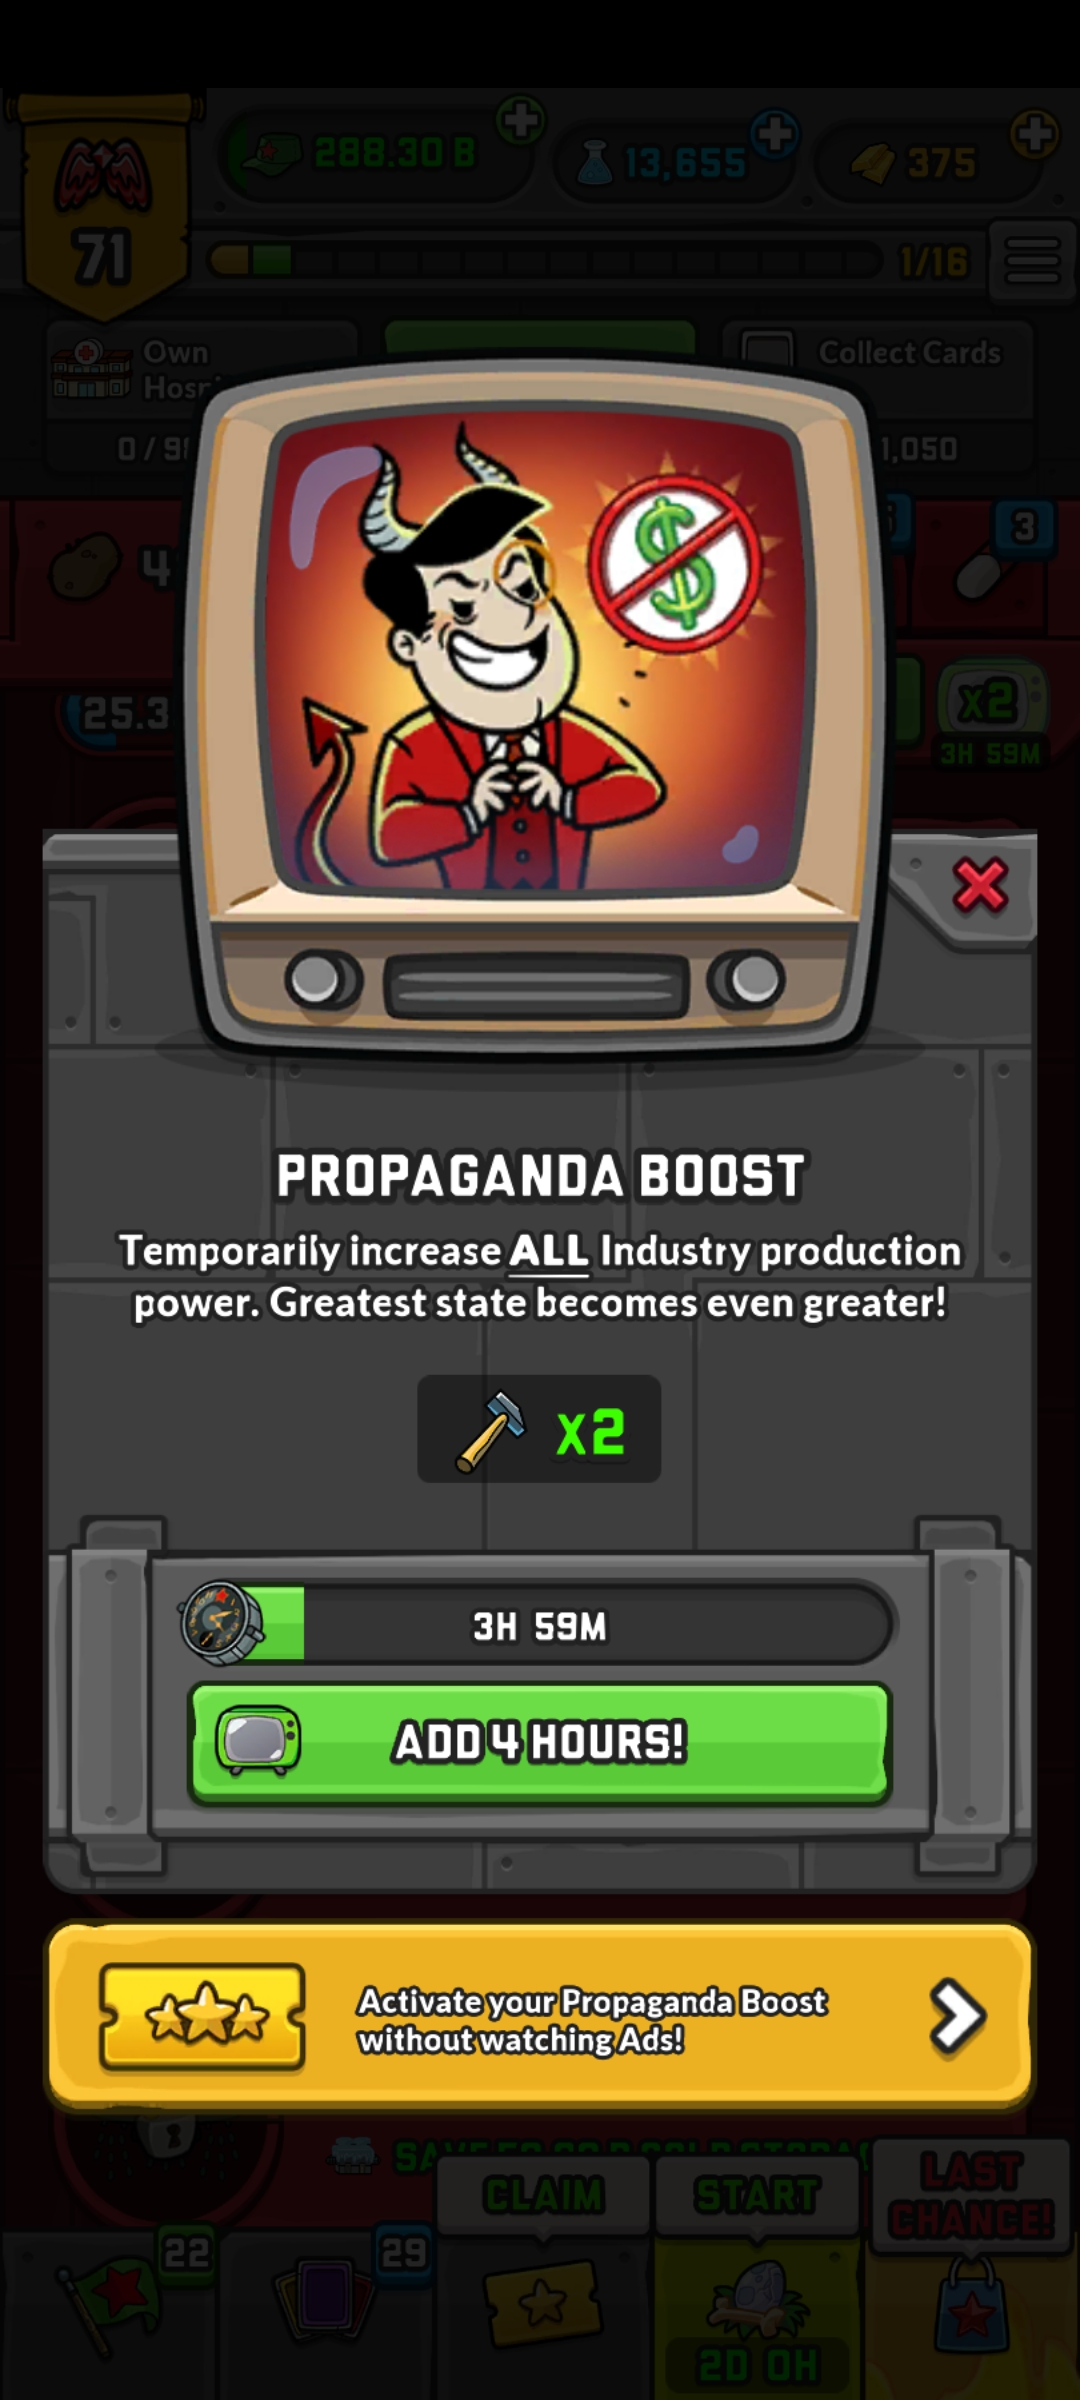 288.30 B
13,655
375
71
1/16
Own
Collect Cards
1,050
3
x2
25.3
3H 59M
PROPAGANDA BOOST
Temporarily increase ALL Industry production
power. Greatest state becomes even greater!
x2
3H 59M
ADD 4 HOURS!
Activate your Propaganda Boost
without watching Ads!
CLAIM
START
LAST
CHANCE!
22
29
2D 0H